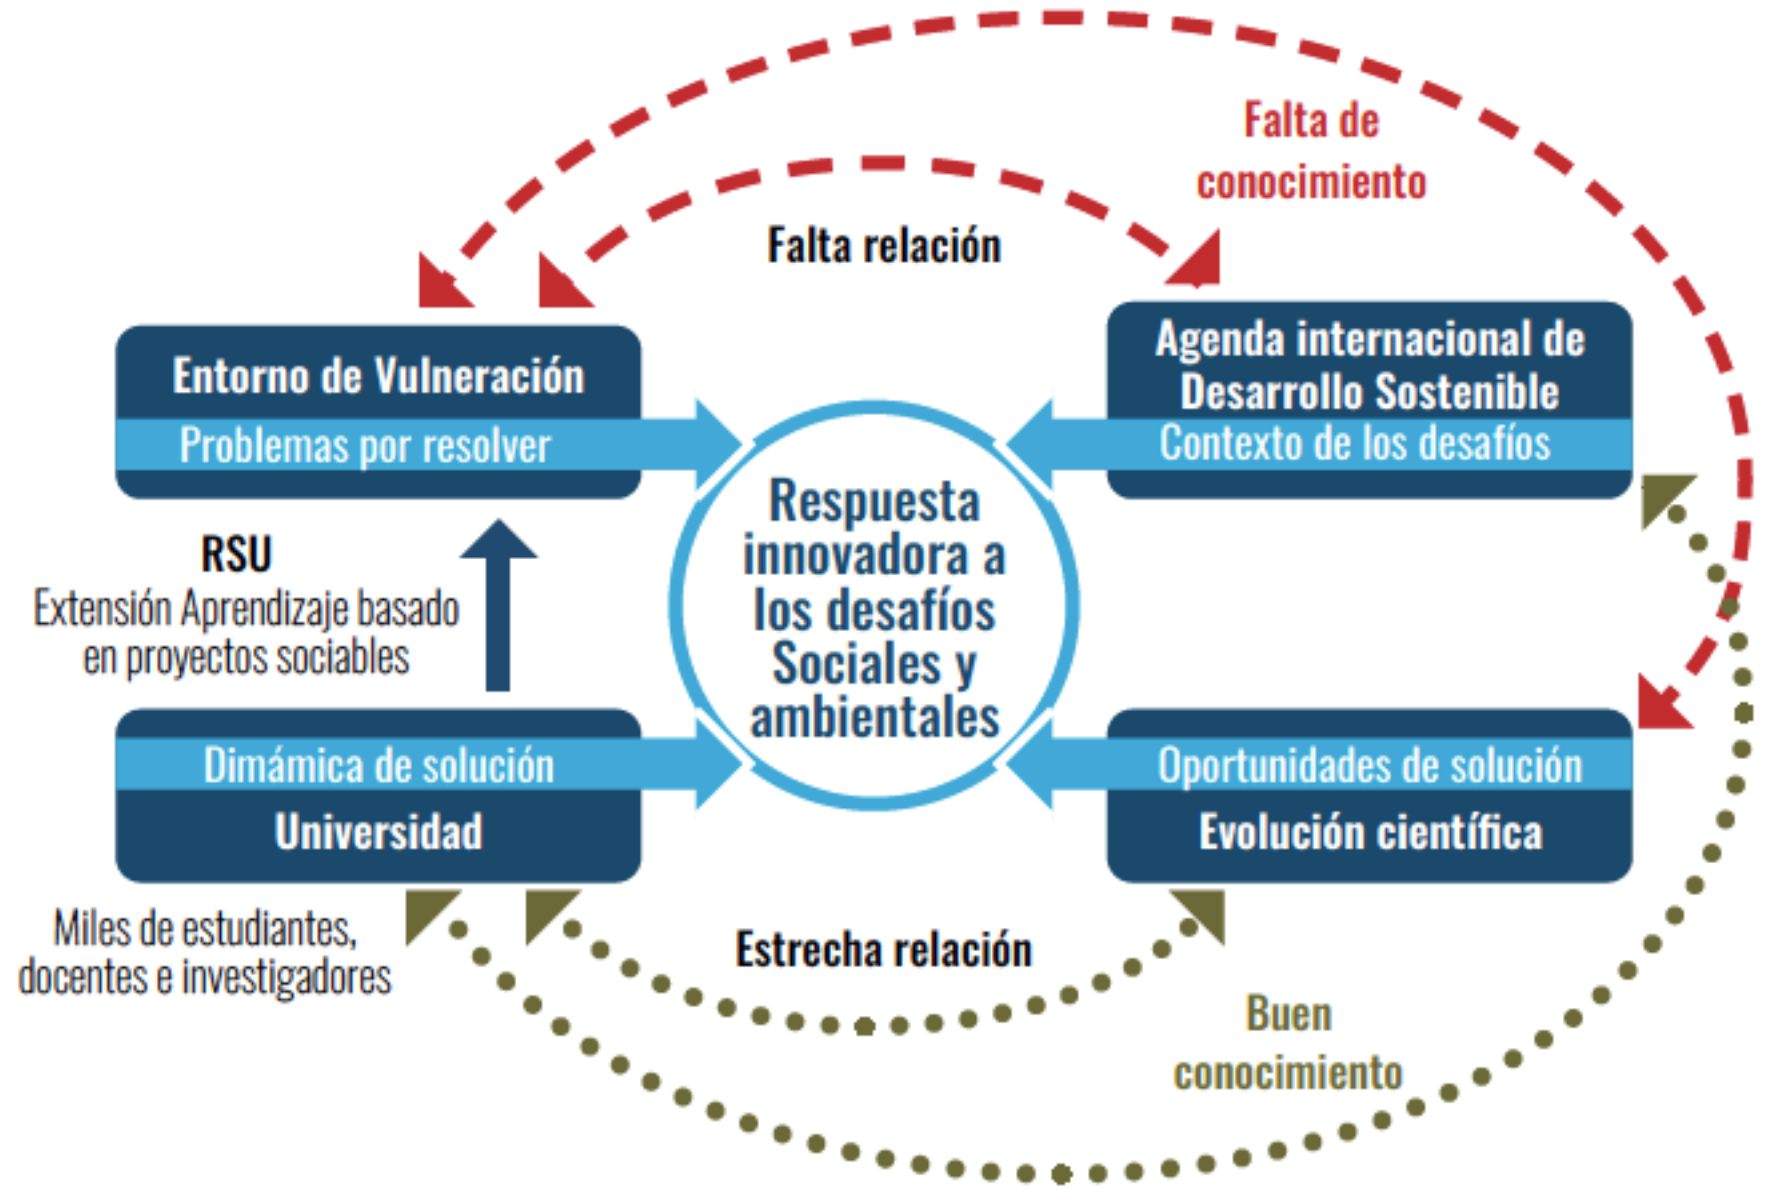 Falta de
conocimiento
Falta relación
Entorno de Vulneración
Problemas por resolver
Agenda internacional de
Desarrollo Sostenible
Contexto de los desafíos
Respuesta
innovadora a
los desafíos
Sociales y
ambientales
RSU
Extensión Aprendizaje basado
en proyectos sociables
Dimámica de solución
Universidad
Oportunidades de solución
Evolución científica
Miles de estudiantes,
docentes e investigadores
Estrecha relación
Buen
conocimiento